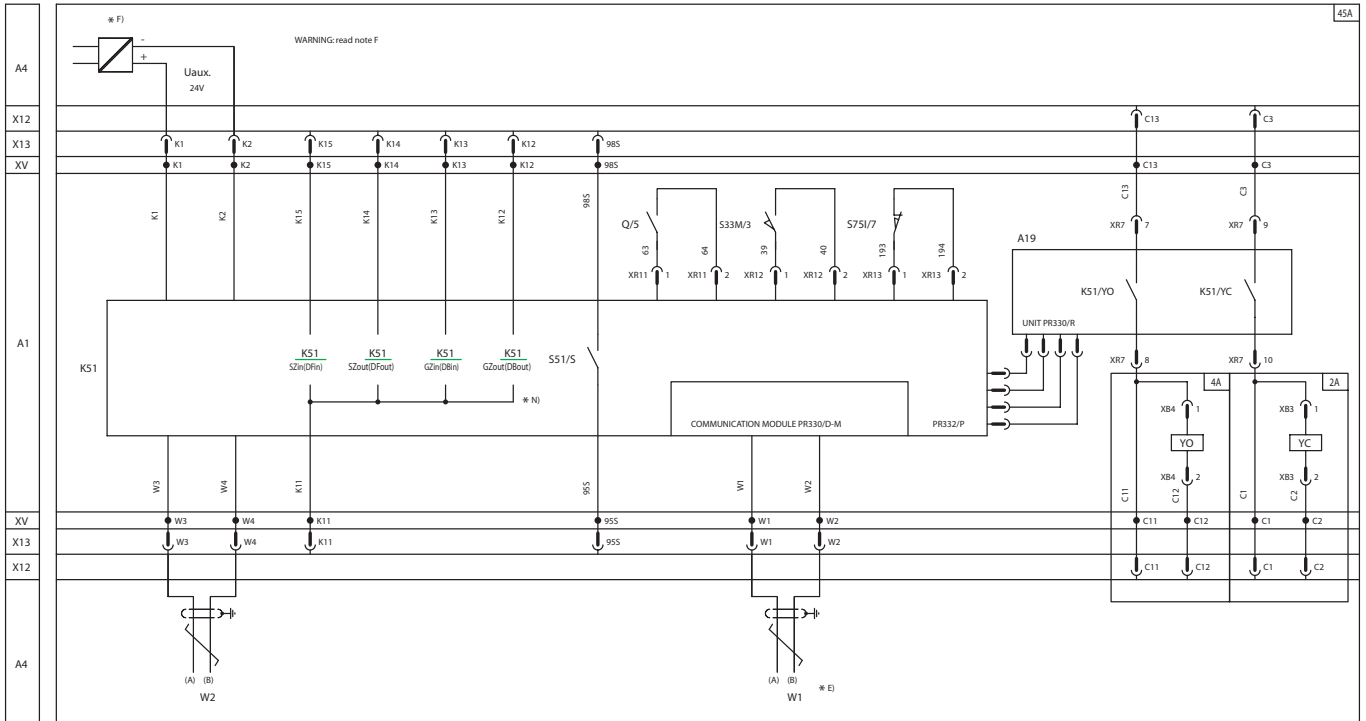 45A
* F)
-
+
WARNING: read note F
Uaux.
24V
A4
X12
C13 C3
X13
K1 K2 K15 K14 K13 K12 98S
XV
K1 K2 K15 K14 K13 K12 98S C13 C3
K1 K2 K15 K14 K13 K12 98S C13 C3
Q/5 S33M/3 S75I/7
63 64 39 40 193 194
XR7 7 XR7 9
A19
XR11 1 XR11 2 XR12 1 XR12 2 XR13 1 XR13 2
K51/YO K51/YC
UNIT PR330/R
A1
K51
K51 K51 K51 K51
SZin(DFin) SZout(DFout) GZin(DBin) GZout(DBout)
S51/S
XR7 8 XR7 10
* N)
4A 2A
XB4 1 XB3 1
COMMUNICATION MODULE PR330/D-M
PR332/P
YO YC
XB4 2 XB3 2
W3 W4 K11 95S W1 W2 C11 C12 C1 C2
XV
W3 W4 K11 95S W1 W2 C11 C12 C1 C2
X13
W3 W4 K11 95S W1 W2
X12
C11 C12 C1 C2
A4
(A) (B) (A) (B)
W2 W1
* E)